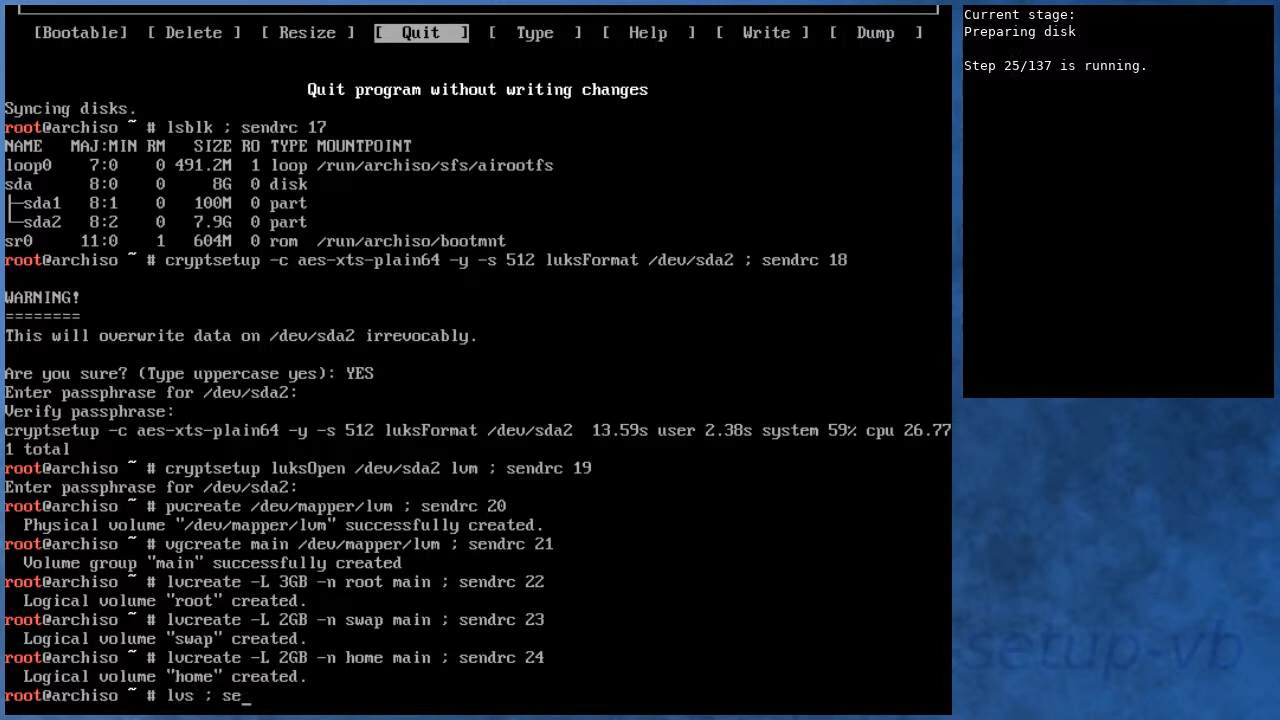 [Bootable] [ Delete ] [ Resize ] [ Quit ] [ Type ] [ Help ] [ Write ] [ Dump ]
Quit program without writing changes
Syncing disks.
root@archiso ~ # lsblk ; sendrc 17
NAME   MAJ:MIN RM   SIZE RO TYPE MOUNTPOINT
loop0    7:0    0 491.2M  1 loop /run/archiso/sfs/airootfs
sda      8:0    0     8G  0 disk
├─sda1   8:1    0   100M  0 part
└─sda2   8:2    0   7.9G  0 part
sr0     11:0    1   604M  0 rom  /run/archiso/bootmnt
root@archiso ~ # cryptsetup -c aes-xts-plain64 -y -s 512 luksFormat /dev/sda2 ; sendrc 18
WARNING!
========
This will overwrite data on /dev/sda2 irrevocably.
Are you sure? (Type uppercase yes): YES
Enter passphrase for /dev/sda2:
Verify passphrase:
cryptsetup -c aes-xts-plain64 -y -s 512 luksFormat /dev/sda2  13.59s user 2.38s system 59% cpu 26.77
1 total
root@archiso ~ # cryptsetup luksOpen /dev/sda2 lvm ; sendrc 19
Enter passphrase for /dev/sda2:
root@archiso ~ # pvcreate /dev/mapper/lvm ; sendrc 20
  Physical volume "/dev/mapper/lvm" successfully created.
root@archiso ~ # vgcreate main /dev/mapper/lvm ; sendrc 21
  Volume group "main" successfully created
root@archiso ~ # lvcreate -L 3GB -n root main ; sendrc 22
  Logical volume "root" created.
root@archiso ~ # lvcreate -L 2GB -n swap main ; sendrc 23
  Logical volume "swap" created.
root@archiso ~ # lvcreate -L 2GB -n home main ; sendrc 24
  Logical volume "home" created.
root@archiso ~ # lvs ; se_
Current stage:
Preparing disk
Step 25/137 is running.
-setup-vb